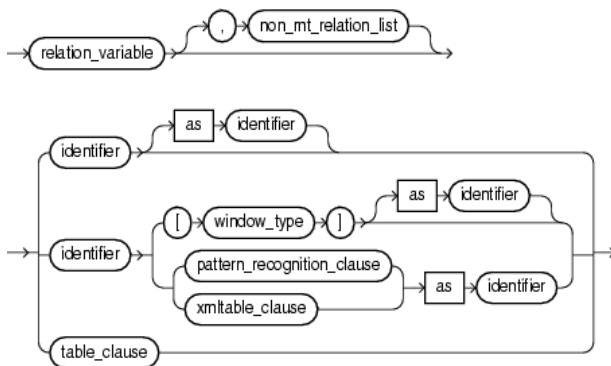 , non_mt_relation_list
relation_variable
as identifier
identifier
as identifier
[ window_type ]
identifier
pattern_recognition_clause
as identifier
xmltable_clause
table_clause